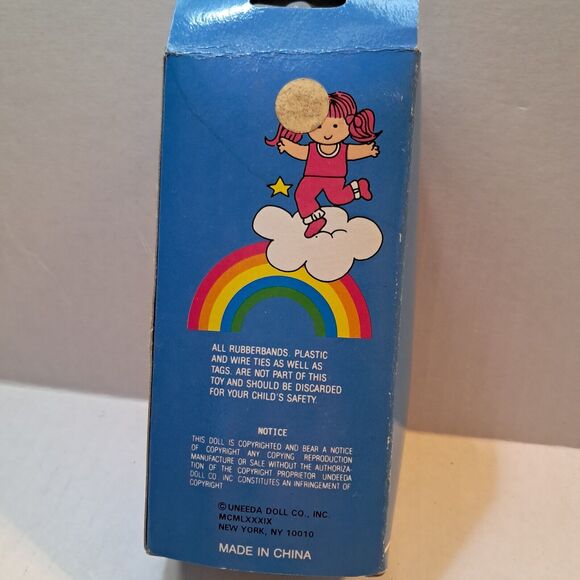 ALL RUBBERBANDS, PLASTIC
AND WIRE TIES AS WELL AS
TAGS, ARE NOT PART OF THIS
TOY AND SHOULD BE DISCARDED
FOR YOUR CHILD'S SAFETY.
NOTICE
THIS DOLL IS COPYRIGHTED AND BEAR A NOTICE
OF COPYRIGHT ANY COPYING REPRODUCTION
MANUFACTURE OR SALE WITHOUT THE AUTHORIZA-
TION OF THE COPYRIGHT PROPRIETOR UNDEEDA
DOLL CO., INC CONSTITUTES AN INFRINGEMENT OF
COPYRIGHT
© UNEEDA DOLL CO., INC.
MCMLXXXIX
NEW YORK, NY 10010
MADE IN CHINA